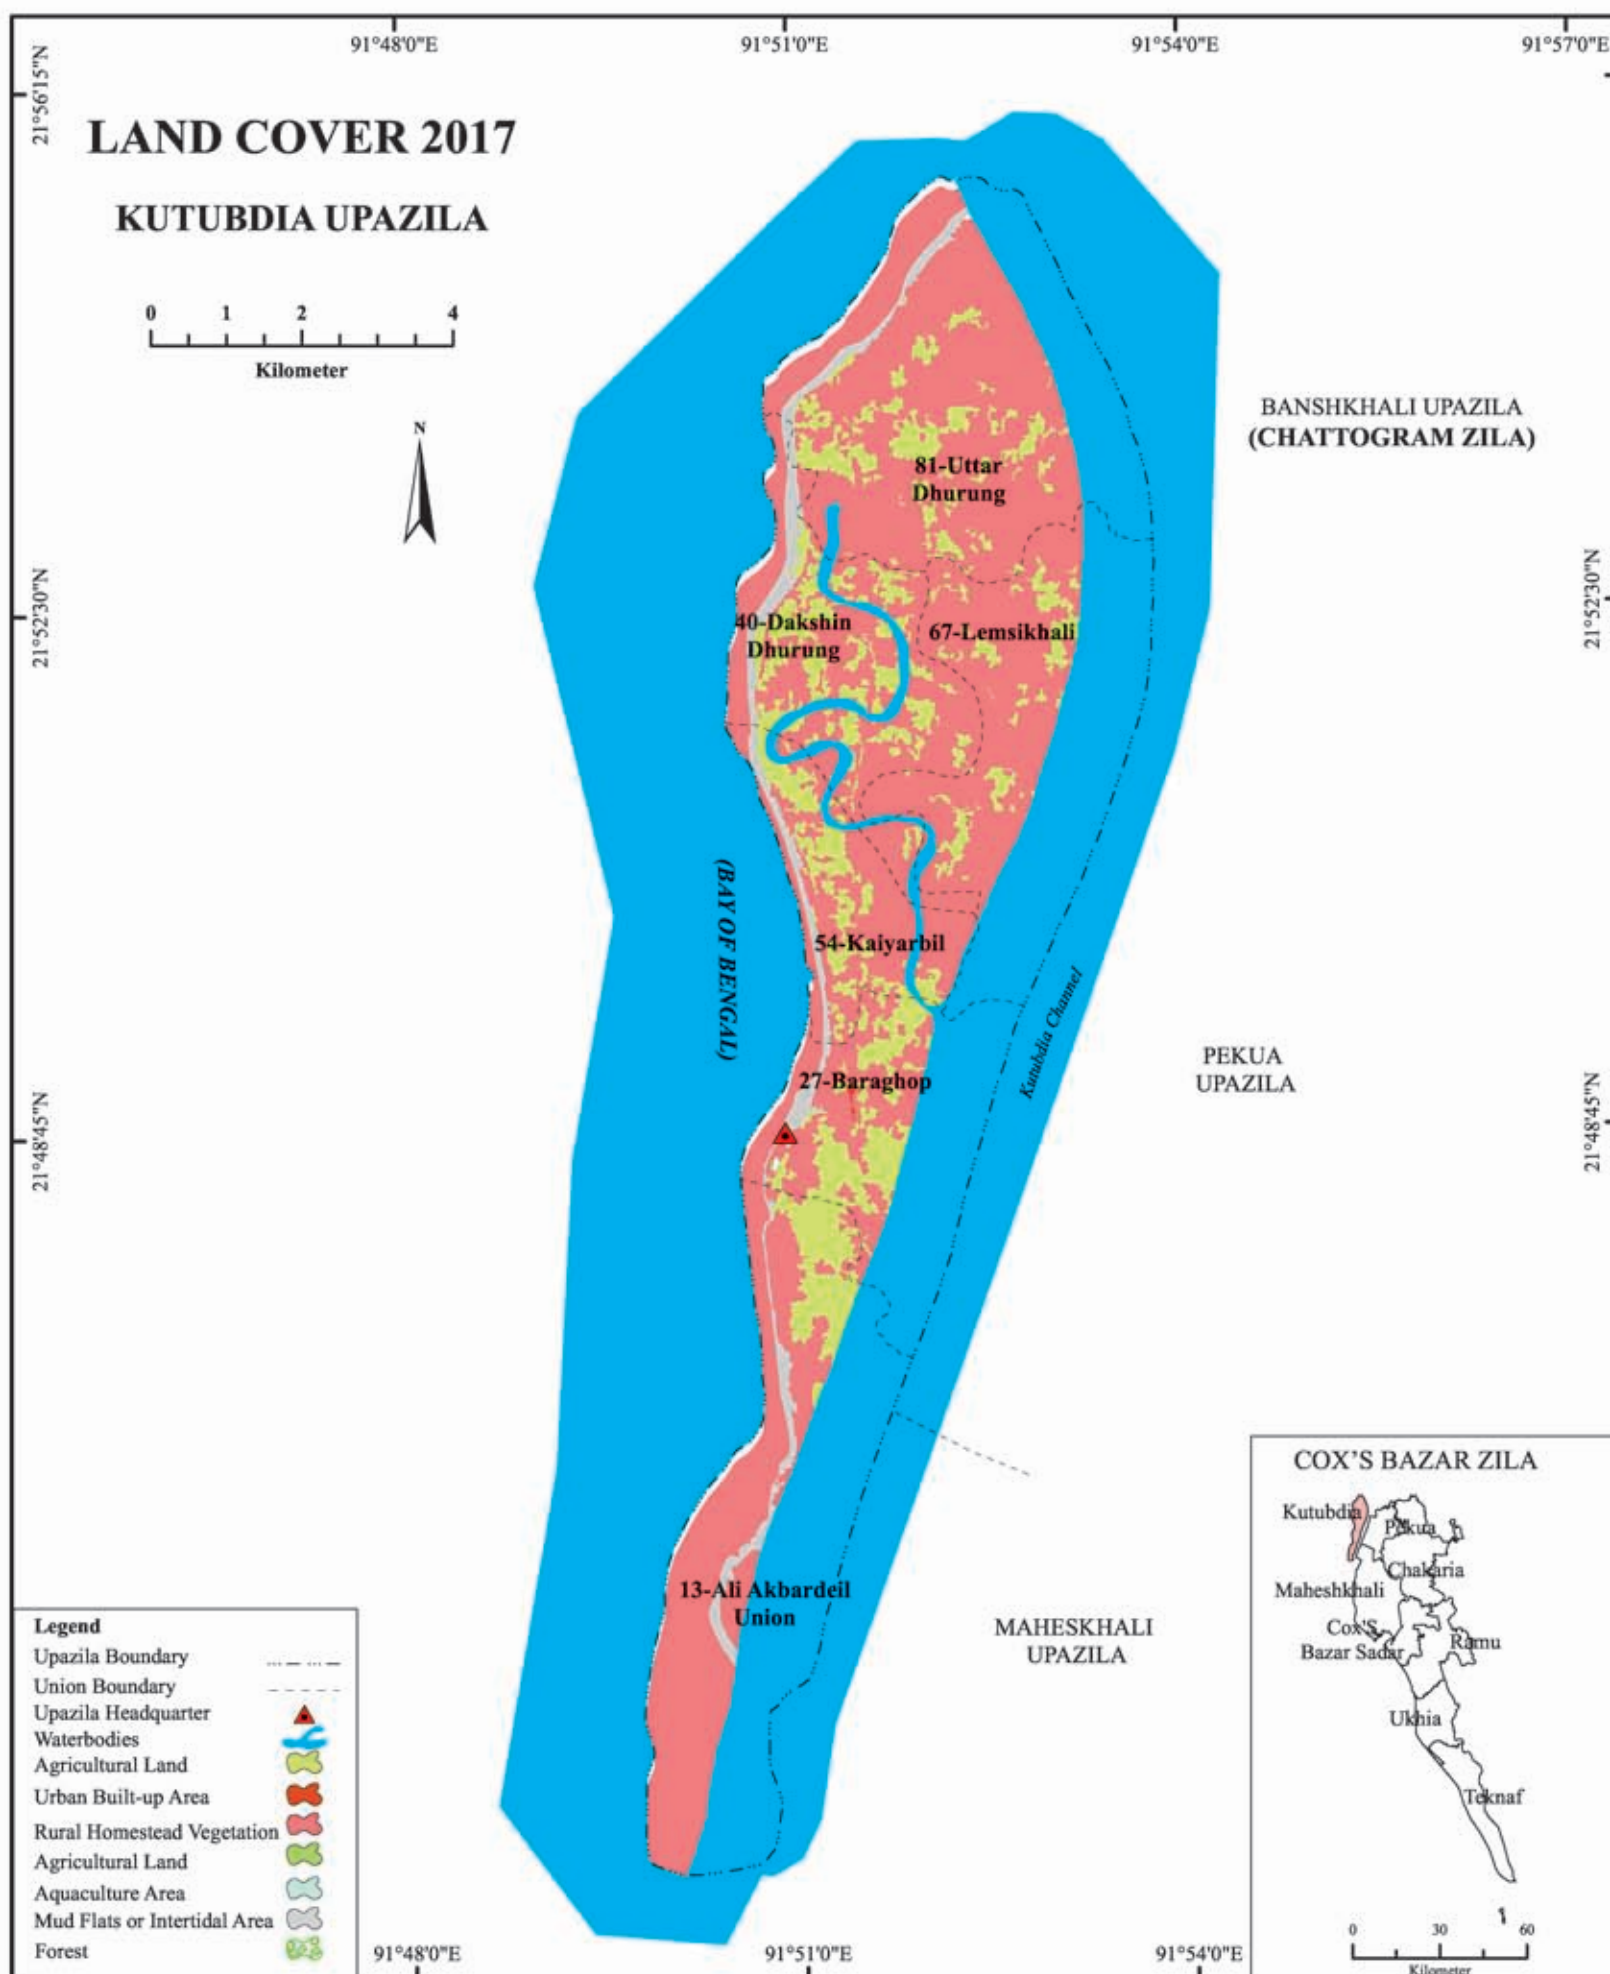 91°48'0"E
91°51'0"E
91°54'0"E
91°57'0"E
21°56'15"N
LAND COVER 2017
KUTUBDIA UPAZILA
0 1 2 4
Kilometer
N
BANSHKHALI UPAZILA
(CHATTOGRAM ZILA)
81-Uttar
Dhurung
21°52'30"N
21°52'30"N
40-Dakshin
Dhurung
67-Lemsikhali
(BAY OF BENGAL)
54-Kaiyarbil
Kutubdia Channel
PEKUA
UPAZILA
27-Baraghop
21°48'45"N
21°48'45"N
13-Ali Akbardeil
Union
MAHESKHALI
UPAZILA
COX'S BAZAR ZILA
Kutubdia
Pekua
Chakaria
Maheshkhali
Cox'S
Bazar Sadar
Ramu
Ukhia
Teknaf
0 30 60
Kilometer
Legend
Upazila Boundary
Union Boundary
Upazila Headquarter
Waterbodies
Agricultural Land
Urban Built-up Area
Rural Homestead Vegetation
Agricultural Land
Aquaculture Area
Mud Flats or Intertidal Area
Forest
91°48'0"E
91°51'0"E
91°54'0"E